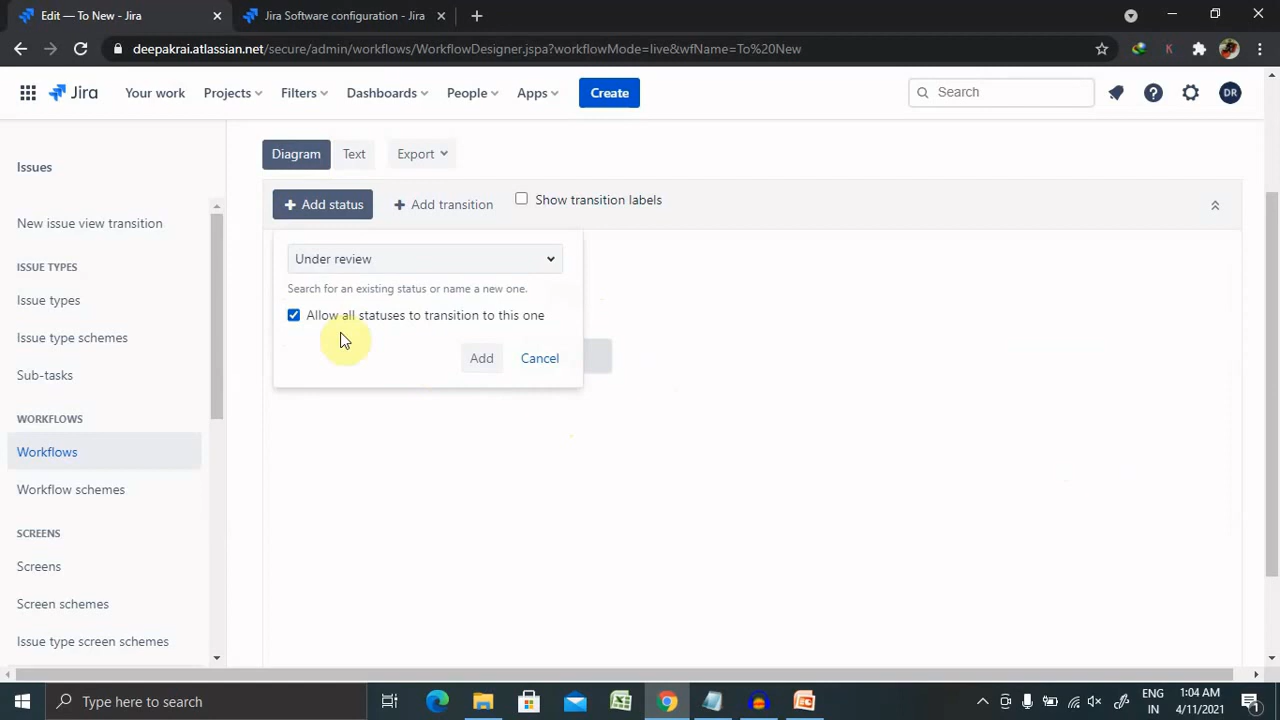 Edit — To New - Jira
Jira Software configuration - Jira
deepakrai.atlassian.net/secure/admin/workflows/WorkflowDesigner.jspa?workflowMode=live&wfName=To%20New
K
Jira
Your work
Projects
Filters
Dashboards
People
Apps
Create
Search
DR
Issues
New issue view transition
ISSUE TYPES
Issue types
Issue type schemes
Sub-tasks
WORKFLOWS
Workflows
Workflow schemes
SCREENS
Screens
Screen schemes
Issue type screen schemes
Diagram
Text
Export
Add status
Add transition
Show transition labels
Under review
Search for an existing status or name a new one.
Allow all statuses to transition to this one
Add
Cancel
Type here to search
ENG
IN
1:04 AM
4/11/2021
1